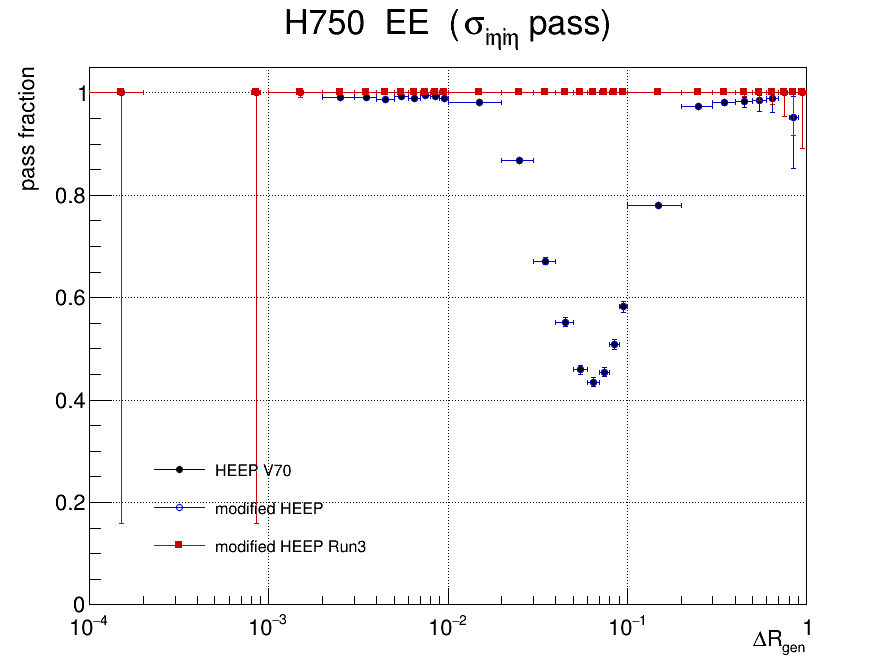 H750 EE ( σiηiη pass)
pass fraction
1
0.8
0.6
0.4
0.2
0
HEEP V70
modified HEEP
modified HEEP Run3
10⁻⁴ 10⁻³ 10⁻² 10⁻¹ 1
ΔRgen